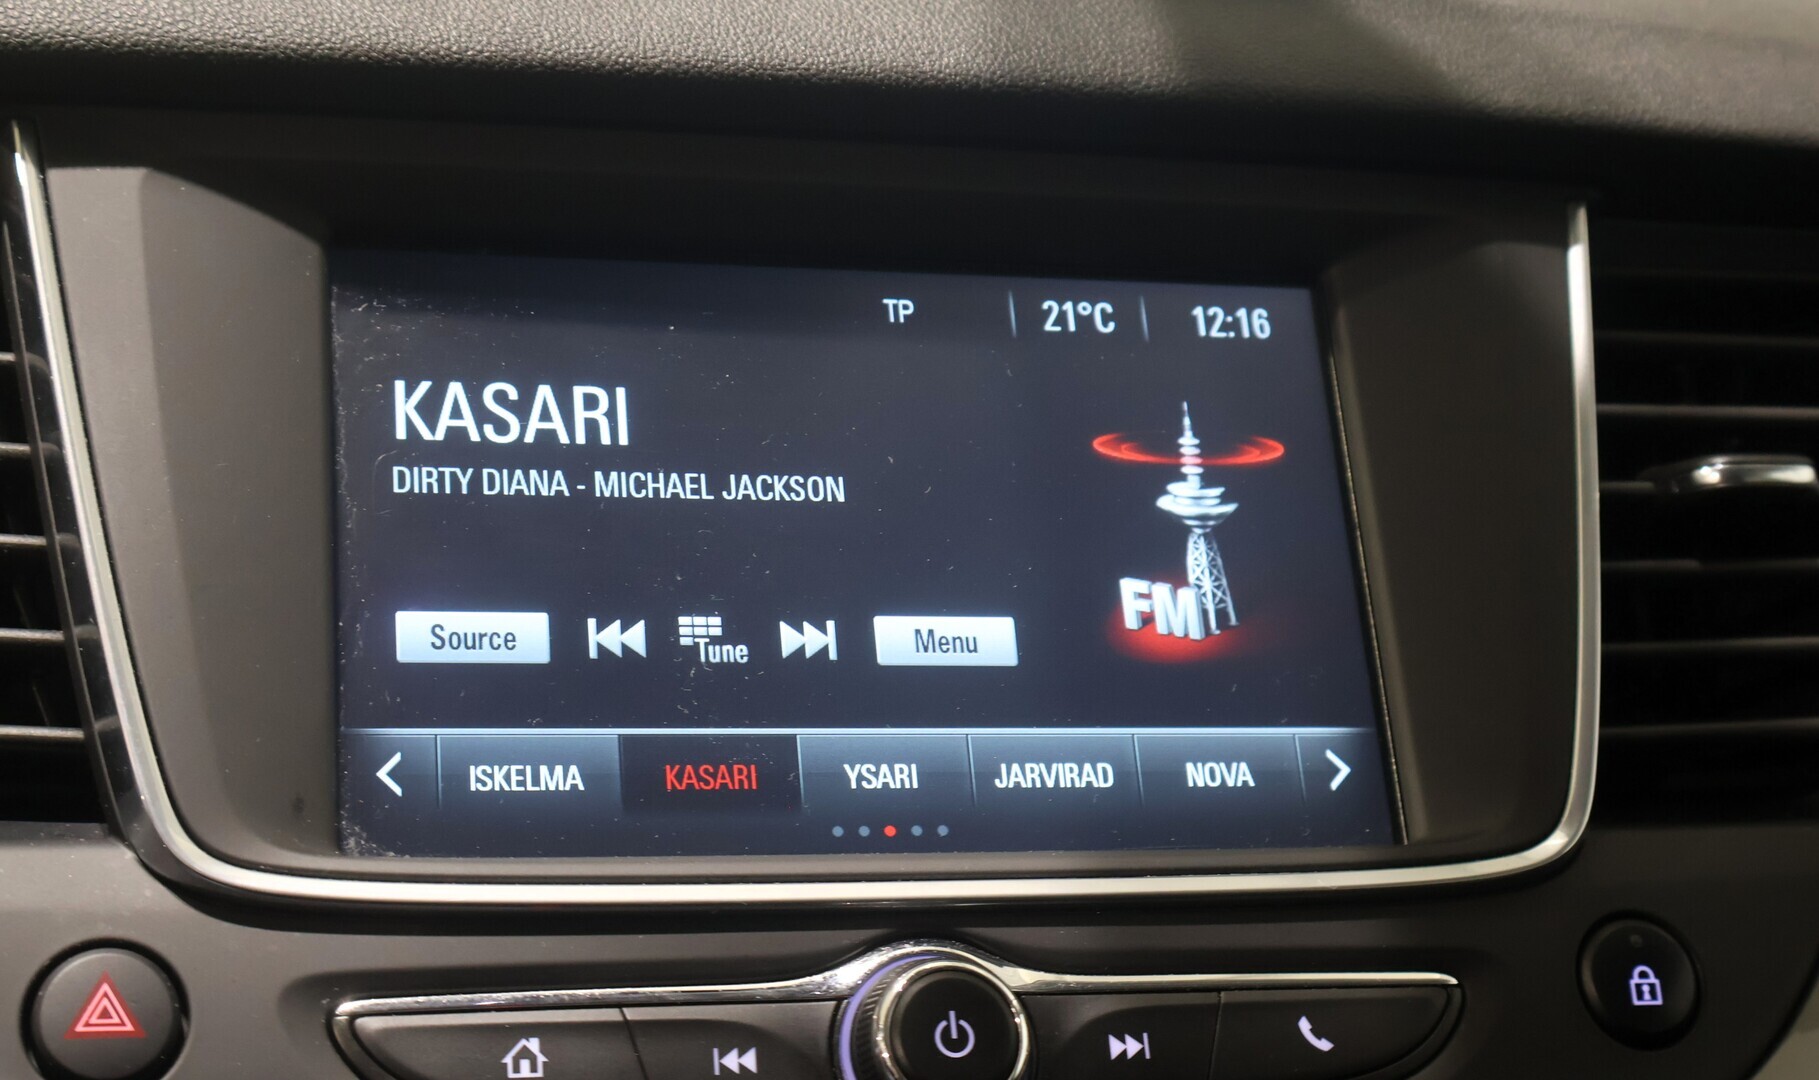 TP 21°C 12:16
KASARI
DIRTY DIANA - MICHAEL JACKSON
FM
Source Tune Menu
ISKELMA KASARI YSARI JARVIRAD NOVA